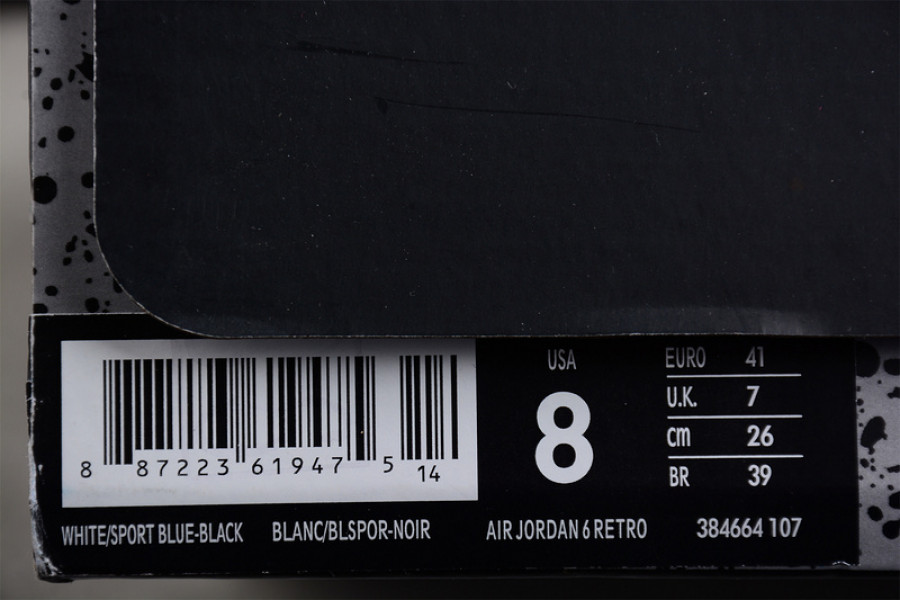 8 87223 61947 5 14
WHITE/SPORT BLUE-BLACK BLANC/BLSPOR-NOIR
USA
8
EURO 41
U.K. 7
cm 26
BR 39
AIR JORDAN 6 RETRO 384664 107